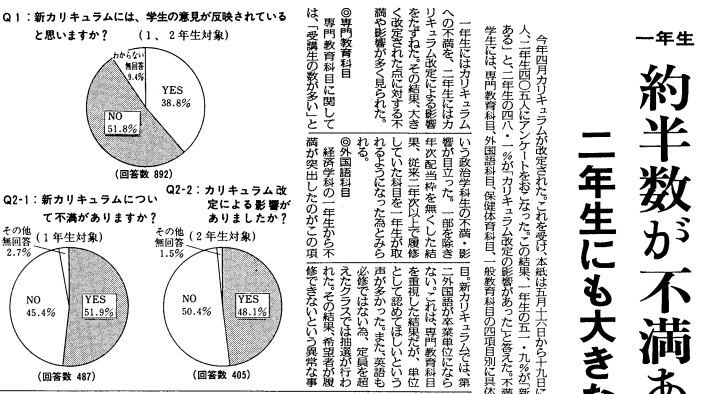 一年生
約半数が不満あ
二年生にも大きな
今年四月カリキュラムが改定された。これを受け、本紙は五月十六日から十九日に
人、二年生四〇五人にアンケートをおこなった。この結果、一年生の五一・九％が「新
ある」と、二年生の四八・一％が「カリキュラム改定の影響があった」と答えた。不満
学生には、専門教育科目、外国語科目、保健体育科目、一般教育科目の四項目別に具体
一年生にはカリキュラム
への不満を、二年生にはカ
リキュラム改定による影響
をたずねた。その結果、大き
く改定された点に対する不
満や影響が多く見られた。
◎専門教育科目
専門教育科目に関して
は、「受講生の数が多い」と
いう政治学科生の不満・影
響が目立った。一部を除き
年次配当枠を無くした結
果、従来二年次以上で履修
していた科目を一年生が取
れるようになった為とみら
れる。
◎外国語科目
経済学科の一年生から不
満が突出したのがこの項
目。新カリキュラムでは、第
二外国語が卒業単位になら
ない。これは、専門教育科目
を重視した結果だが、単位
として認めてほしいという
声が多かった。また、英語も
必修ではない為、定員を超
えたクラスでは抽選が行わ
れた。その結果、希望者が履
修できないという異常な事
Q1：新カリキュラムには、学生の意見が反映されている
と思いますか？　（1、2年生対象）
わからない
無回答
9.4%
YES
38.8%
NO
51.8%
(回答数 892)
Q2-1：新カリキュラムについ
て不満がありますか？
(1年生対象)
その他
無回答
2.7%
NO
45.4%
YES
51.9%
(回答数 487)
Q2-2：カリキュラム改
定による影響が
ありましたか？
(2年生対象)
その他
無回答
1.5%
NO
50.4%
YES
48.1%
(回答数 405)